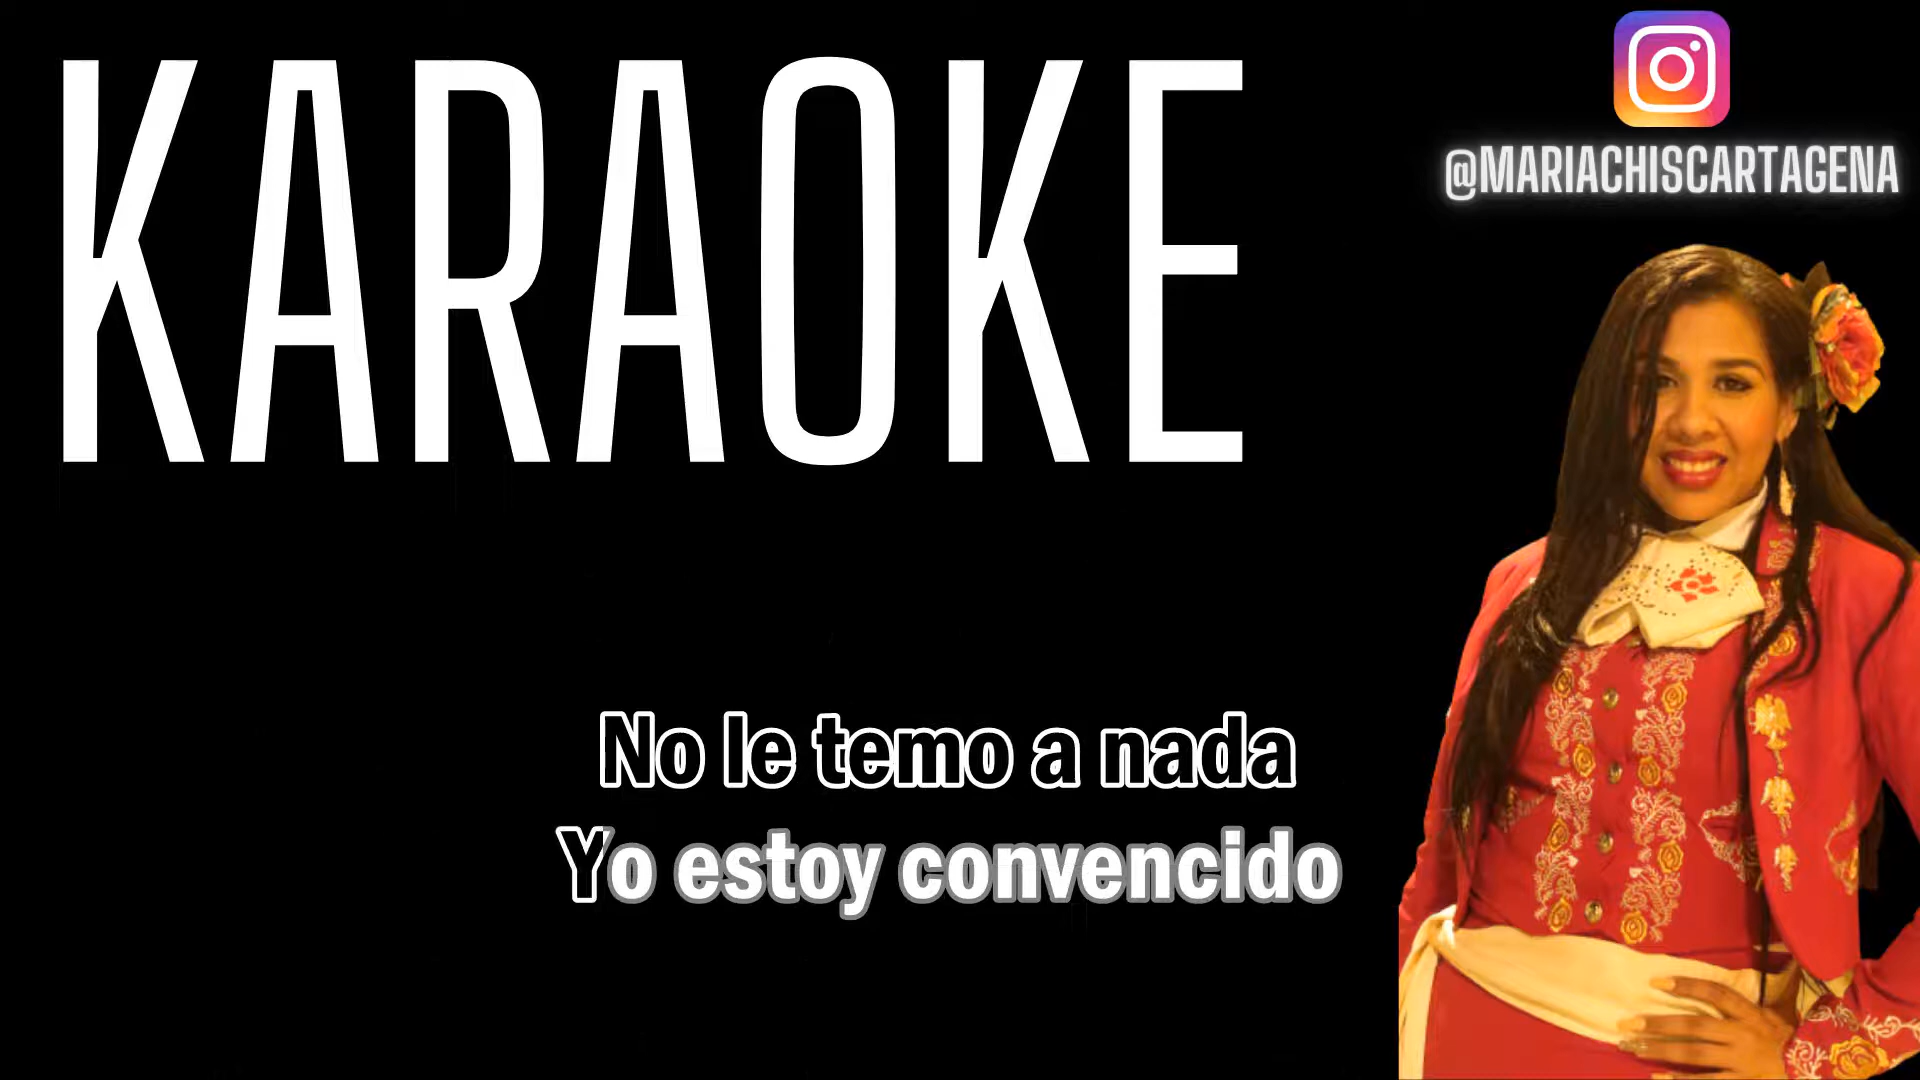 KARAOKE
@MARIACHISCARTAGENA
No le temo a nada
Yo estoy convencido